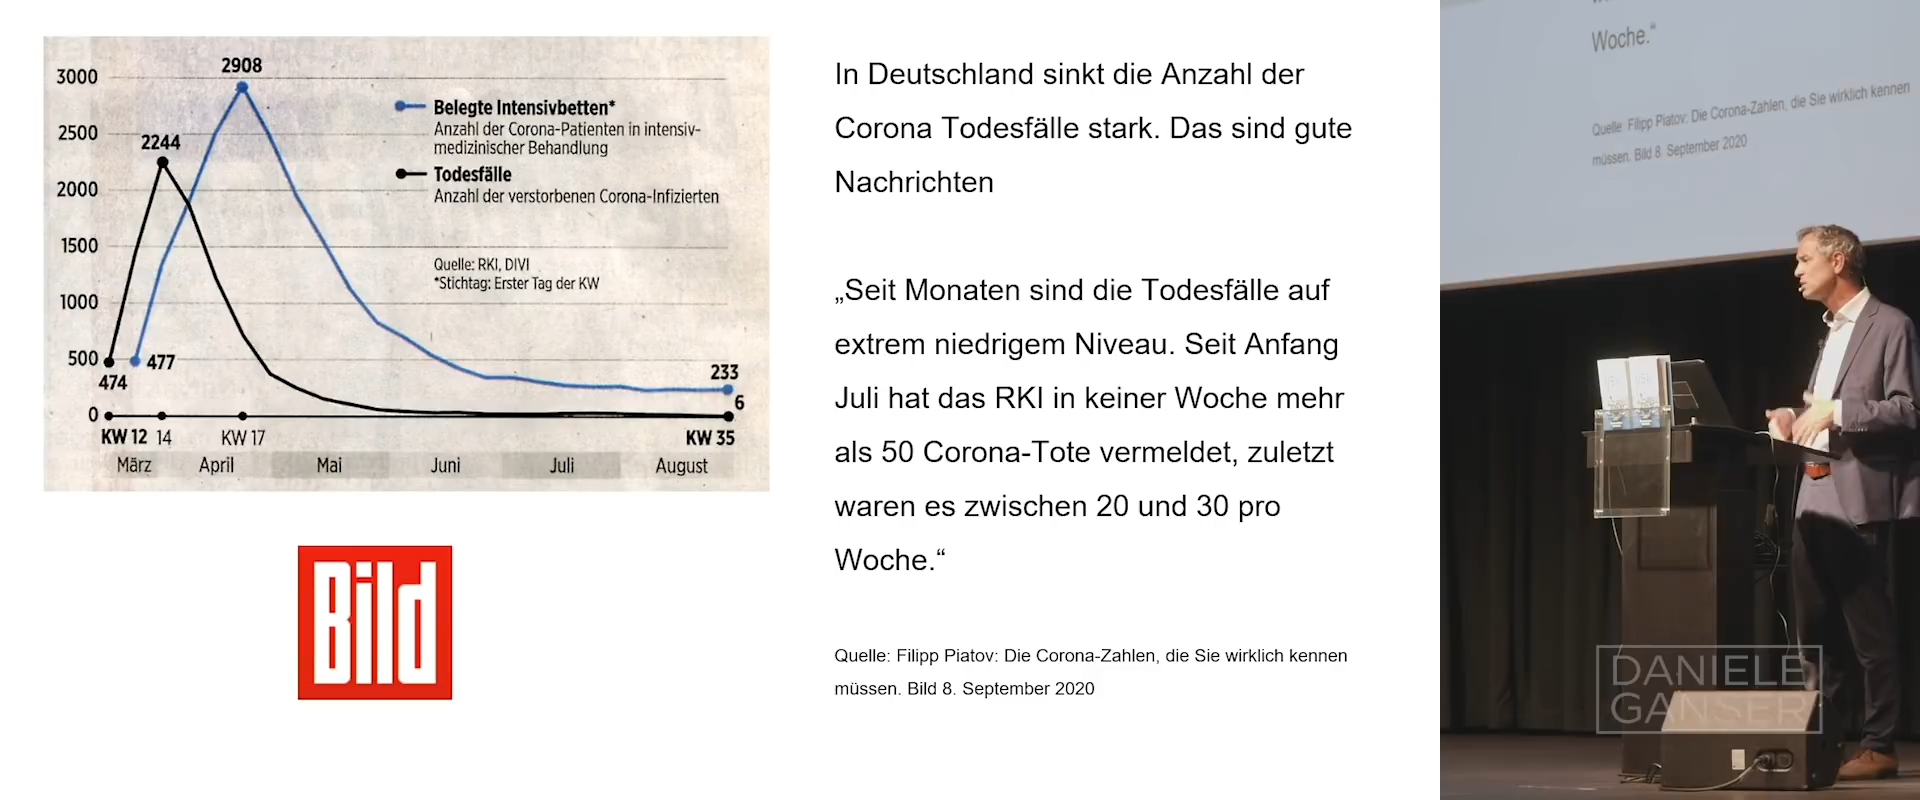 2908
3000
2500
2244
2000
1500
1000
500
0
474
477
233
6
Belegte Intensivbetten*
Anzahl der Corona-Patienten in intensiv-
medizinischer Behandlung
Todesfälle
Anzahl der verstorbenen Corona-Infizierten
Quelle: RKI, DIVI
*Stichtag: Erster Tag der KW
KW 12 14 KW 17 KW 35
März April Mai Juni Juli August
Bild
In Deutschland sinkt die Anzahl der
Corona Todesfälle stark. Das sind gute
Nachrichten
„Seit Monaten sind die Todesfälle auf
extrem niedrigem Niveau. Seit Anfang
Juli hat das RKI in keiner Woche mehr
als 50 Corona-Tote vermeldet, zuletzt
waren es zwischen 20 und 30 pro
Woche.“
Quelle: Filipp Piatov: Die Corona-Zahlen, die Sie wirklich kennen
müssen. Bild 8. September 2020
Woche.“
Quelle: Filipp Piatov: Die Corona-Zahlen, die Sie wirklich kennen
müssen. Bild 8. September 2020
DANIELE
GANSER